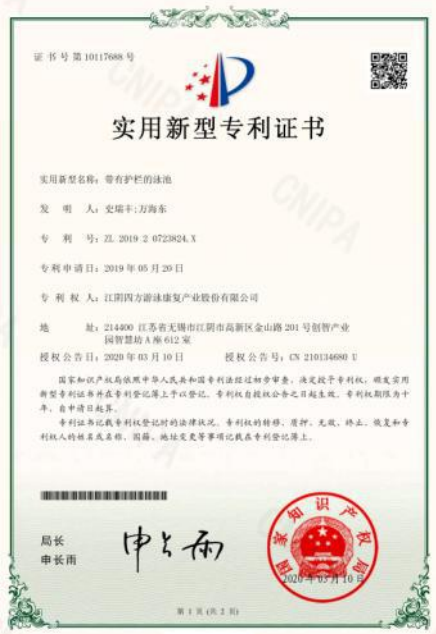 证书号第10117688号
实用新型专利证书
实用新型名称：带有护栏的泳池
发 明 人：史瑞丰;万海东
专 利 号：ZL 2019 2 0723824.X
专利申请日：2019年05月20日
专 利 权 人：江阴四方游泳康复产业股份有限公司
地 址：214400 江苏省无锡市江阴市高新区金山路201号创智产业
园智慧坊A座612室
授权公告日：2020年03月10日 授权公告号：CN 210134680 U
国家知识产权局依照中华人民共和国专利法经过初步审查，决定授予专利权，颁发实用
新型专利证书并在专利登记簿上予以登记。专利权自授权公告之日起生效。专利权期限为十
年，自申请日起算。
专利证书记载专利权登记时的法律状况。专利权的转移、质押、无效、终止、恢复和专
利权人的姓名或名称、国籍、地址变更等事项记载在专利登记簿上。
局长
申长雨
申长雨
国家知识产权局
2020年03月10日
第 1 页 (共 2 页)
CNIPA
CNIPA